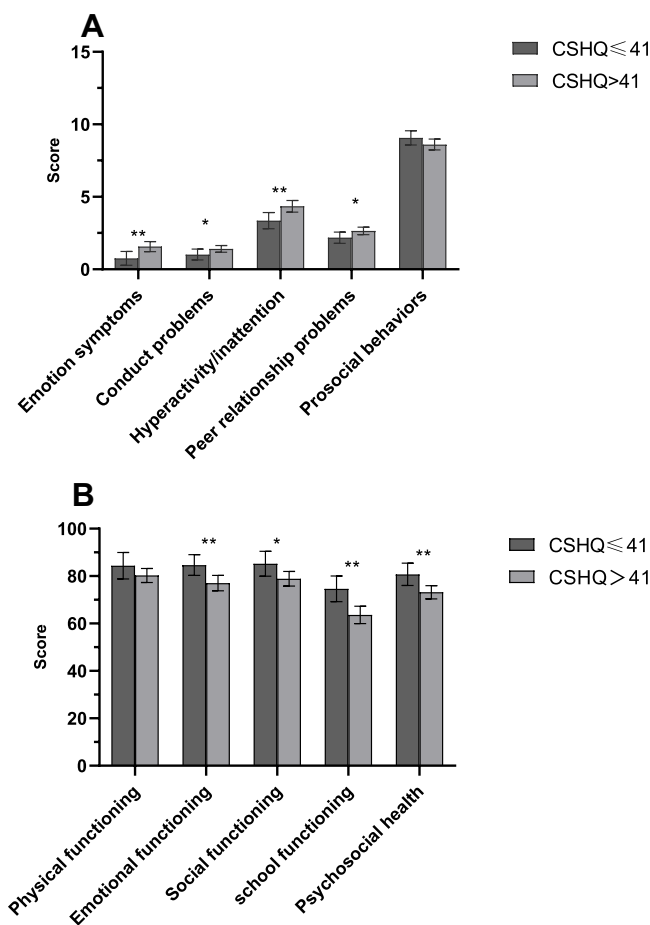 A
15
10
5
0
Score
**
*
**
*
CSHQ≤41
CSHQ>41
Emotion symptoms
Conduct problems
Hyperactivity/inattention
Peer relationship problems
Prosocial behaviors
B
100
80
60
40
20
0
Score
**
*
**
**
CSHQ≤41
CSHQ>41
Physical functioning
Emotional functioning
Social functioning
school functioning
Psychosocial health